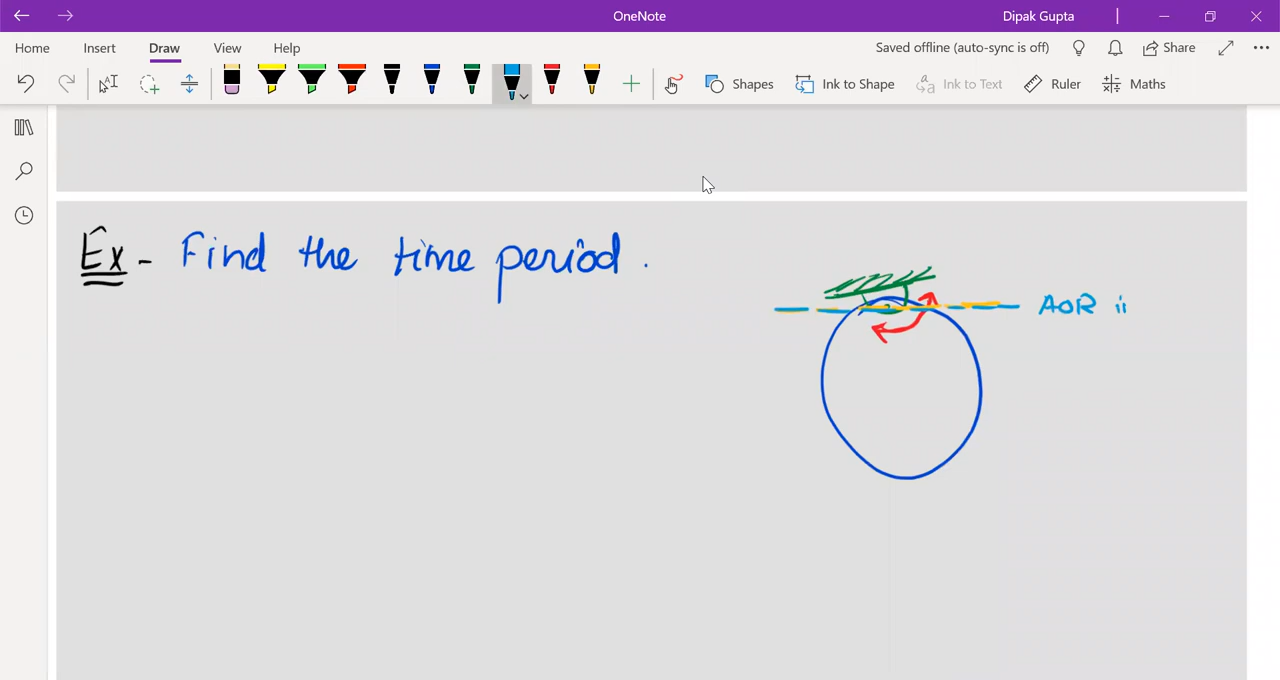 OneNote
Dipak Gupta
Home Insert Draw View Help
Saved offline (auto-sync is off)
Share
Shapes
Ink to Shape
Ink to Text
Ruler
Maths
Ex - Find the time period.
AOR ii